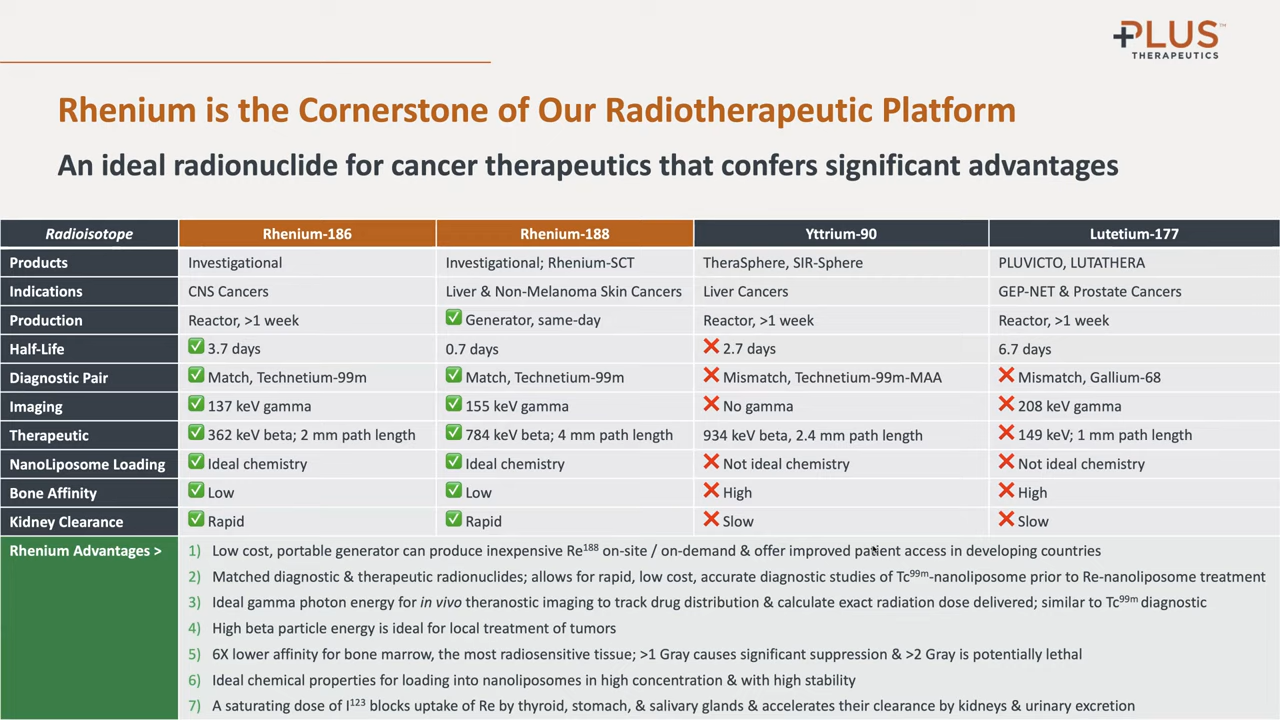 PLUS™
THERAPEUTICS
Rhenium is the Cornerstone of Our Radiotherapeutic Platform
An ideal radionuclide for cancer therapeutics that confers significant advantages
Radioisotope Rhenium-186 Rhenium-188 Yttrium-90 Lutetium-177
Products Investigational Investigational; Rhenium-SCT TheraSphere, SIR-Sphere PLUVICTO, LUTATHERA
Indications CNS Cancers Liver & Non-Melanoma Skin Cancers Liver Cancers GEP-NET & Prostate Cancers
Production Reactor, >1 week ✅ Generator, same-day Reactor, >1 week Reactor, >1 week
Half-Life ✅ 3.7 days 0.7 days ❌ 2.7 days 6.7 days
Diagnostic Pair ✅ Match, Technetium-99m ✅ Match, Technetium-99m ❌ Mismatch, Technetium-99m-MAA ❌ Mismatch, Gallium-68
Imaging ✅ 137 keV gamma ✅ 155 keV gamma ❌ No gamma ❌ 208 keV gamma
Therapeutic ✅ 362 keV beta; 2 mm path length ✅ 784 keV beta; 4 mm path length 934 keV beta, 2.4 mm path length ❌ 149 keV; 1 mm path length
NanoLiposome Loading ✅ Ideal chemistry ✅ Ideal chemistry ❌ Not ideal chemistry ❌ Not ideal chemistry
Bone Affinity ✅ Low ✅ Low ❌ High ❌ High
Kidney Clearance ✅ Rapid ✅ Rapid ❌ Slow ❌ Slow
Rhenium Advantages > 1) Low cost, portable generator can produce inexpensive Re¹⁸⁸ on-site / on-demand & offer improved patient access in developing countries
2) Matched diagnostic & therapeutic radionuclides; allows for rapid, low cost, accurate diagnostic studies of Tc⁹⁹ᵐ-nanoliposome prior to Re-nanoliposome treatment
3) Ideal gamma photon energy for in vivo theranostic imaging to track drug distribution & calculate exact radiation dose delivered; similar to Tc⁹⁹ᵐ diagnostic
4) High beta particle energy is ideal for local treatment of tumors
5) 6X lower affinity for bone marrow, the most radiosensitive tissue; >1 Gray causes significant suppression & >2 Gray is potentially lethal
6) Ideal chemical properties for loading into nanoliposomes in high concentration & with high stability
7) A saturating dose of I¹²³ blocks uptake of Re by thyroid, stomach, & salivary glands & accelerates their clearance by kidneys & urinary excretion